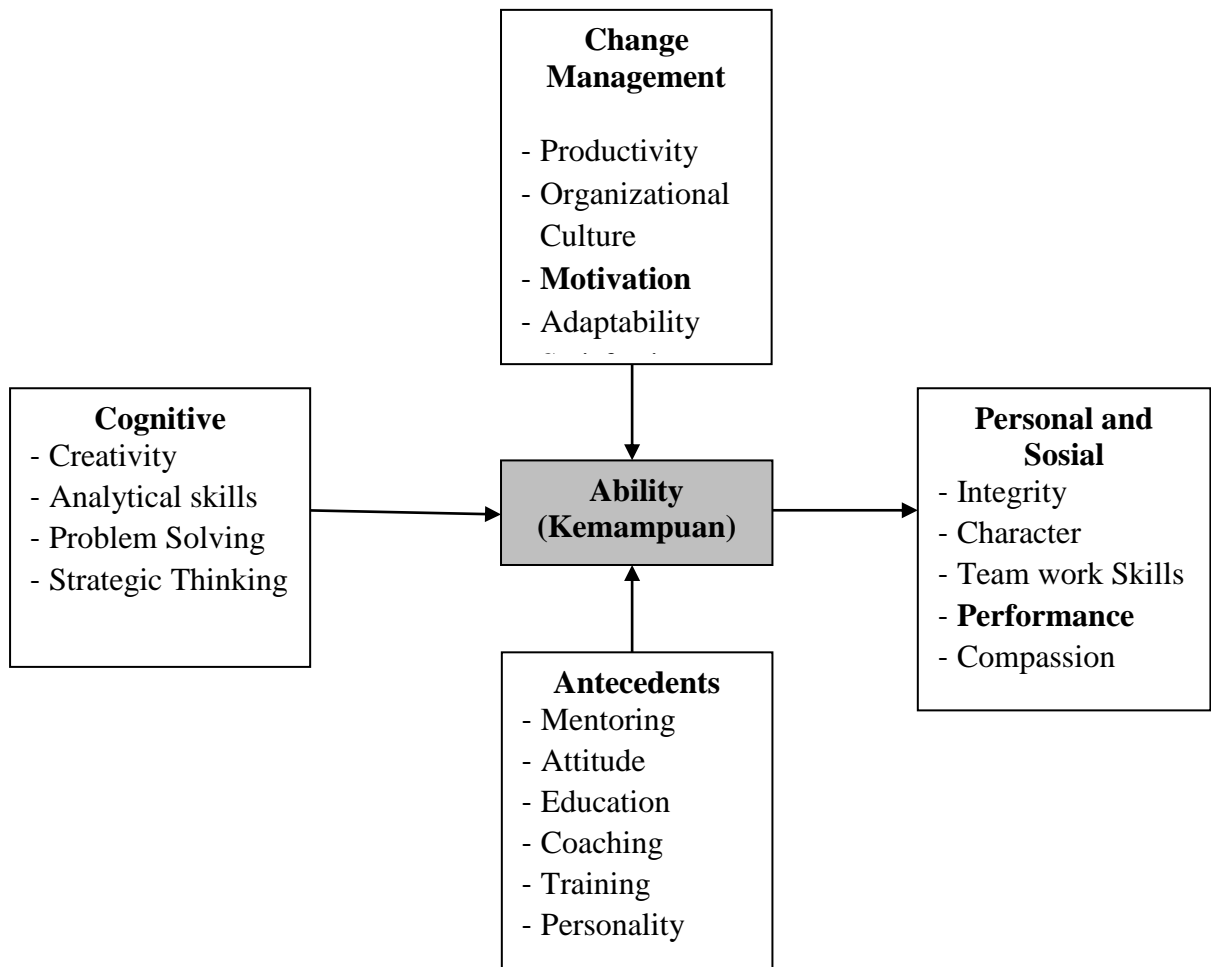 Change
Management
- Productivity
- Organizational
Culture
- Motivation
- Adaptability
Cognitive
- Creativity
- Analytical skills
- Problem Solving
- Strategic Thinking
Ability
(Kemampuan)
Personal and
Sosial
- Integrity
- Character
- Team work Skills
- Performance
- Compassion
Antecedents
- Mentoring
- Attitude
- Education
- Coaching
- Training
- Personality